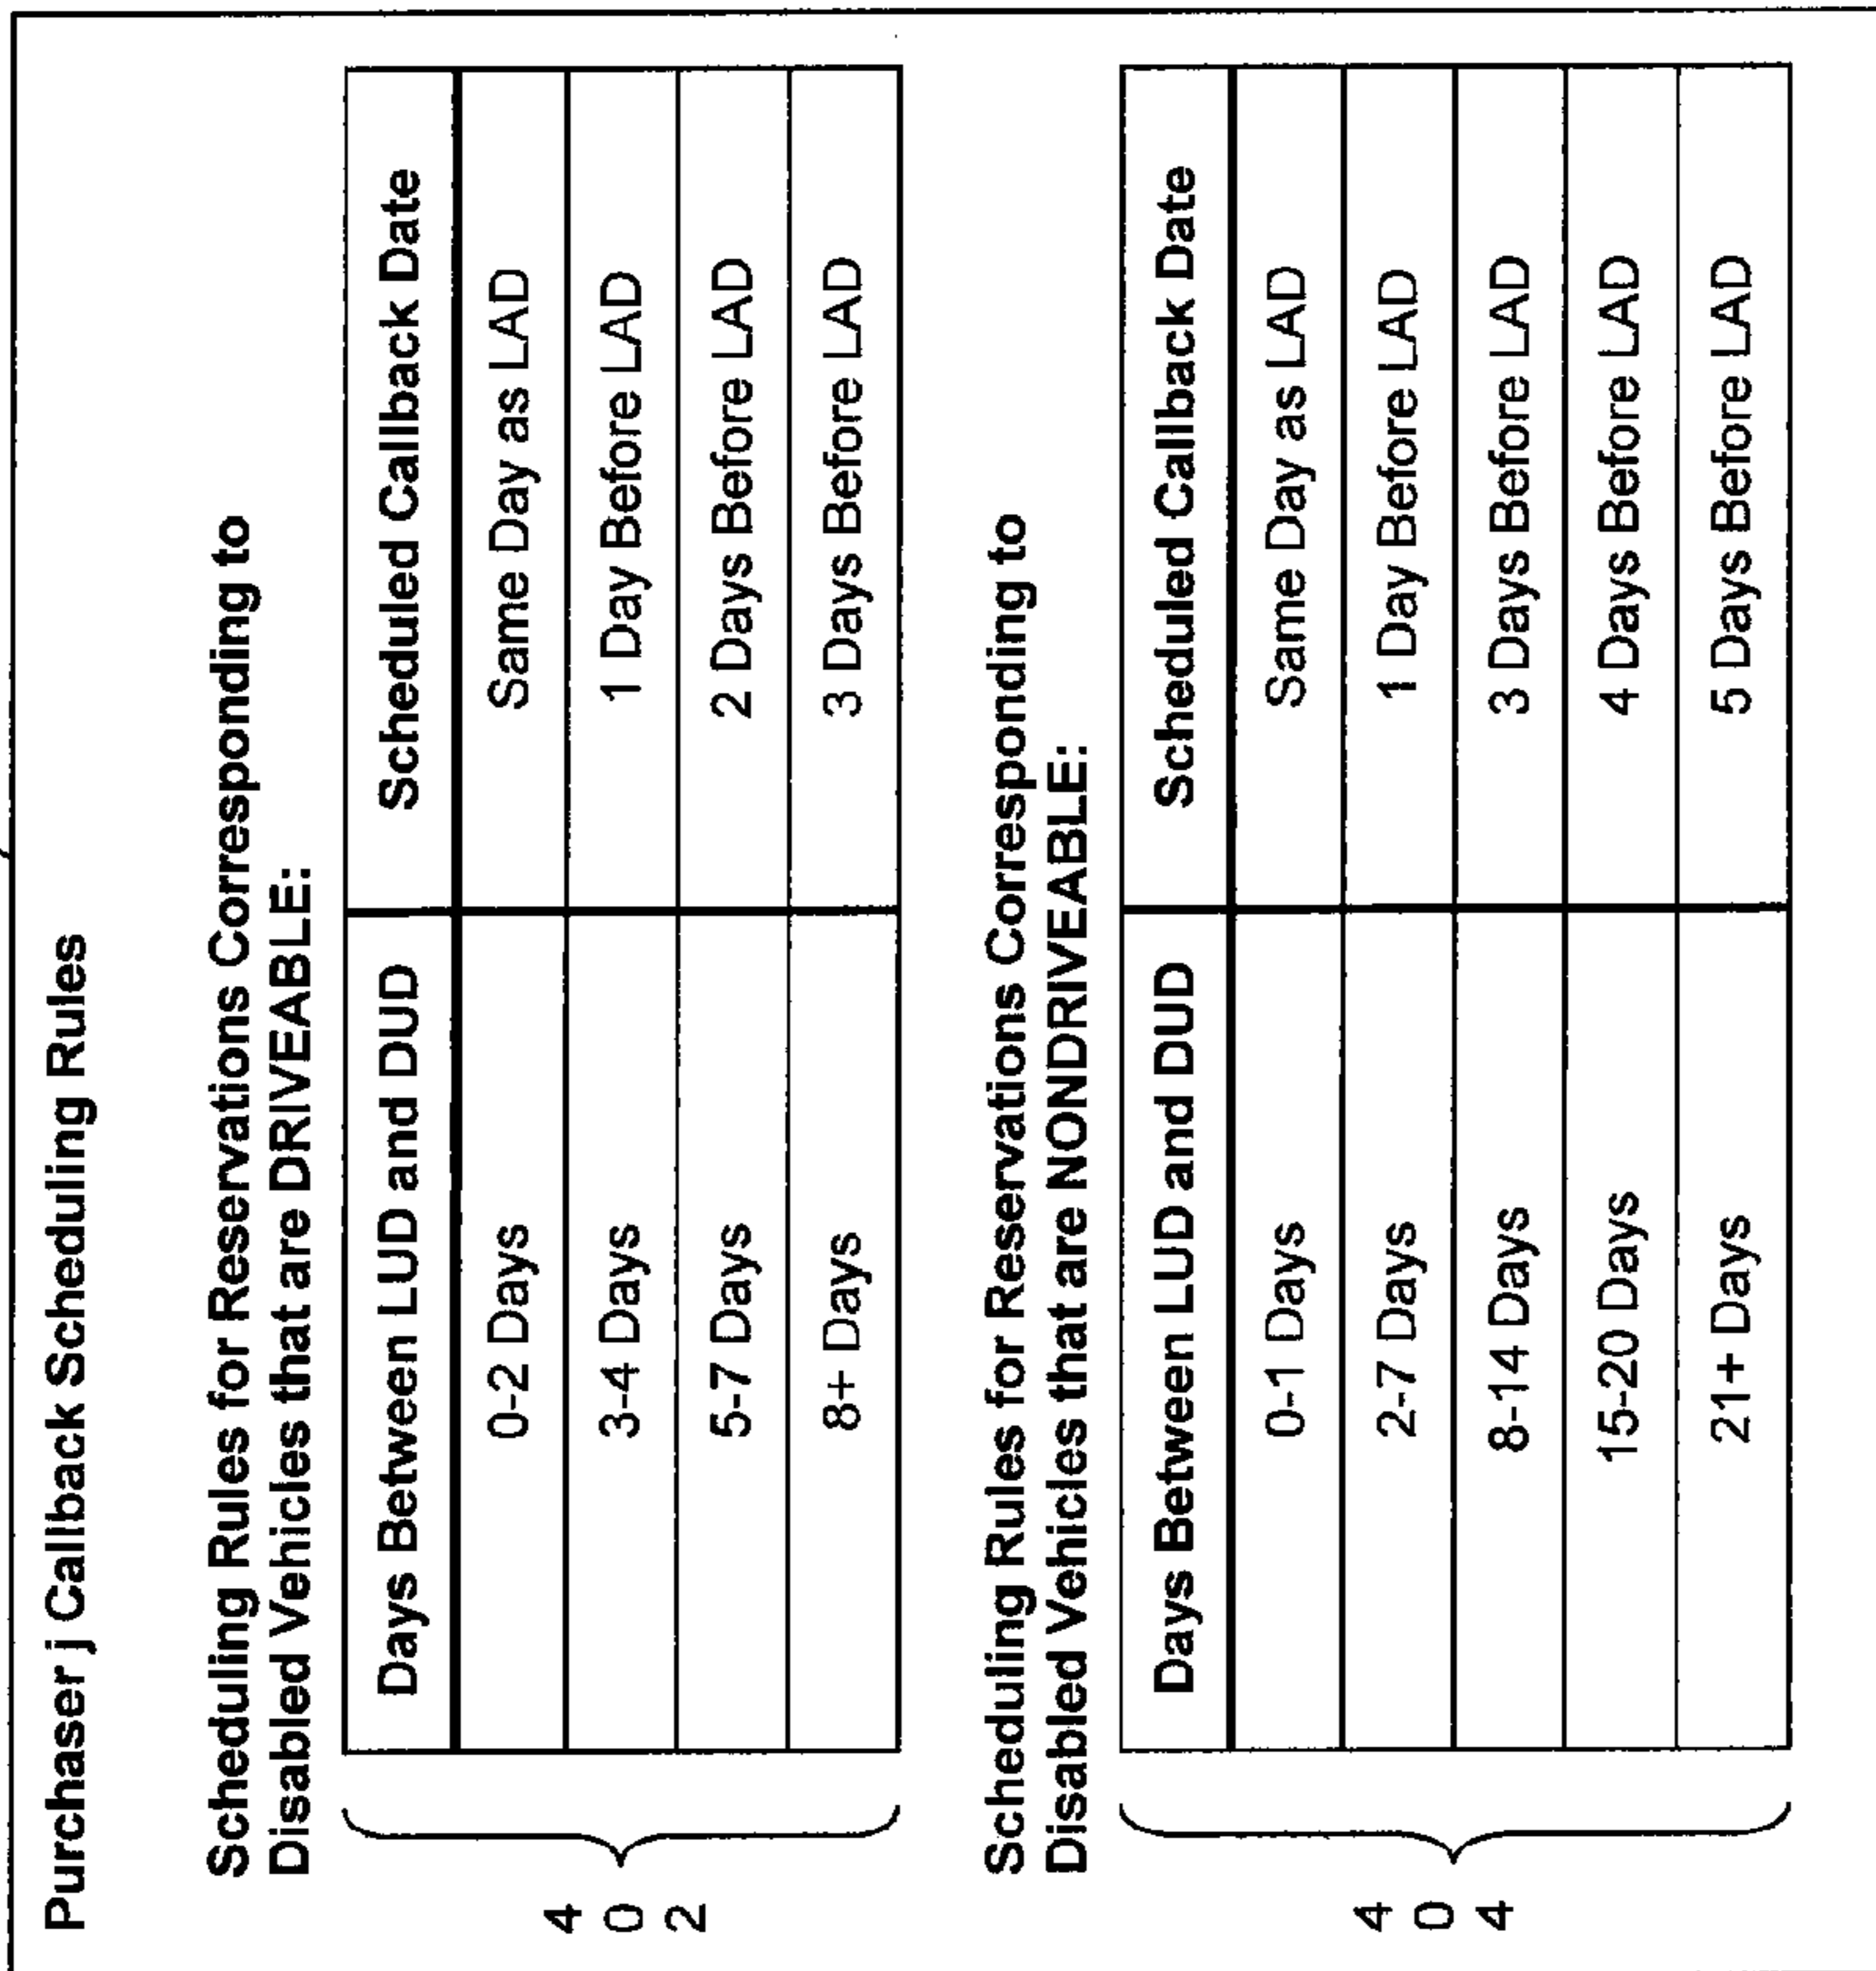 Purchaser j Callback Scheduling Rules
Scheduling Rules for Reservations Corresponding to
Disabled Vehicles that are DRIVEABLE:
402
Days Between LUD and DUD Scheduled Callback Date
0-2 Days Same Day as LAD
3-4 Days 1 Day Before LAD
5-7 Days 2 Days Before LAD
8+ Days 3 Days Before LAD
Scheduling Rules for Reservations Corresponding to
Disabled Vehicles that are NONDRIVEABLE:
404
Days Between LUD and DUD Scheduled Callback Date
0-1 Days Same Day as LAD
2-7 Days 1 Day Before LAD
8-14 Days 3 Days Before LAD
15-20 Days 4 Days Before LAD
21+ Days 5 Days Before LAD